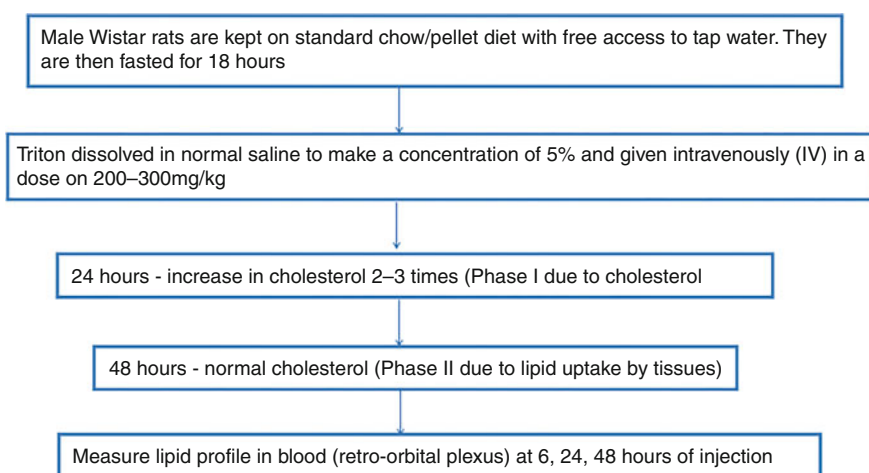 Male Wistar rats are kept on standard chow/pellet diet with free access to tap water. They
are then fasted for 18 hours
Triton dissolved in normal saline to make a concentration of 5% and given intravenously (IV) in a
dose on 200–300mg/kg
24 hours - increase in cholesterol 2–3 times (Phase I due to cholesterol
48 hours - normal cholesterol (Phase II due to lipid uptake by tissues)
Measure lipid profile in blood (retro-orbital plexus) at 6, 24, 48 hours of injection